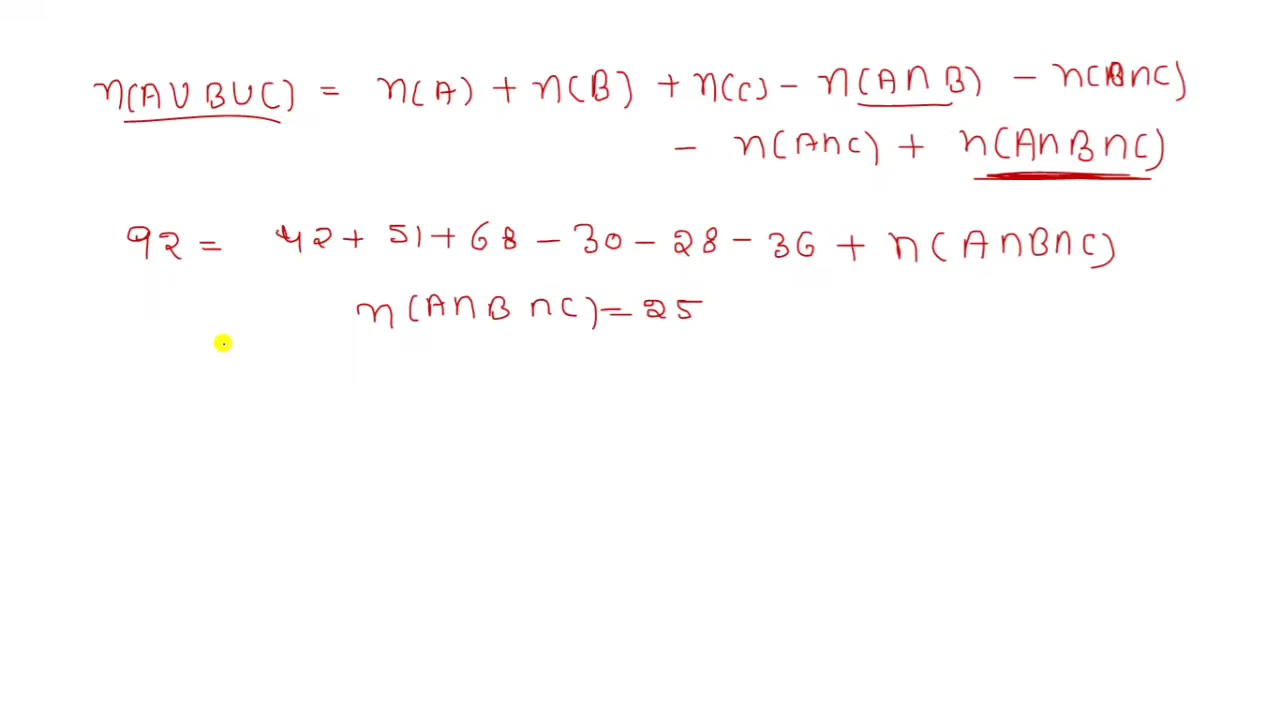 n(A∪B∪C) = n(A) + n(B) + n(C) - n(A∩B) - n(B∩C)
- n(A∩C) + n(A∩B∩C)
92 = 42 + 51 + 68 - 30 - 28 - 36 + n(A∩B∩C)
n(A∩B∩C) = 25